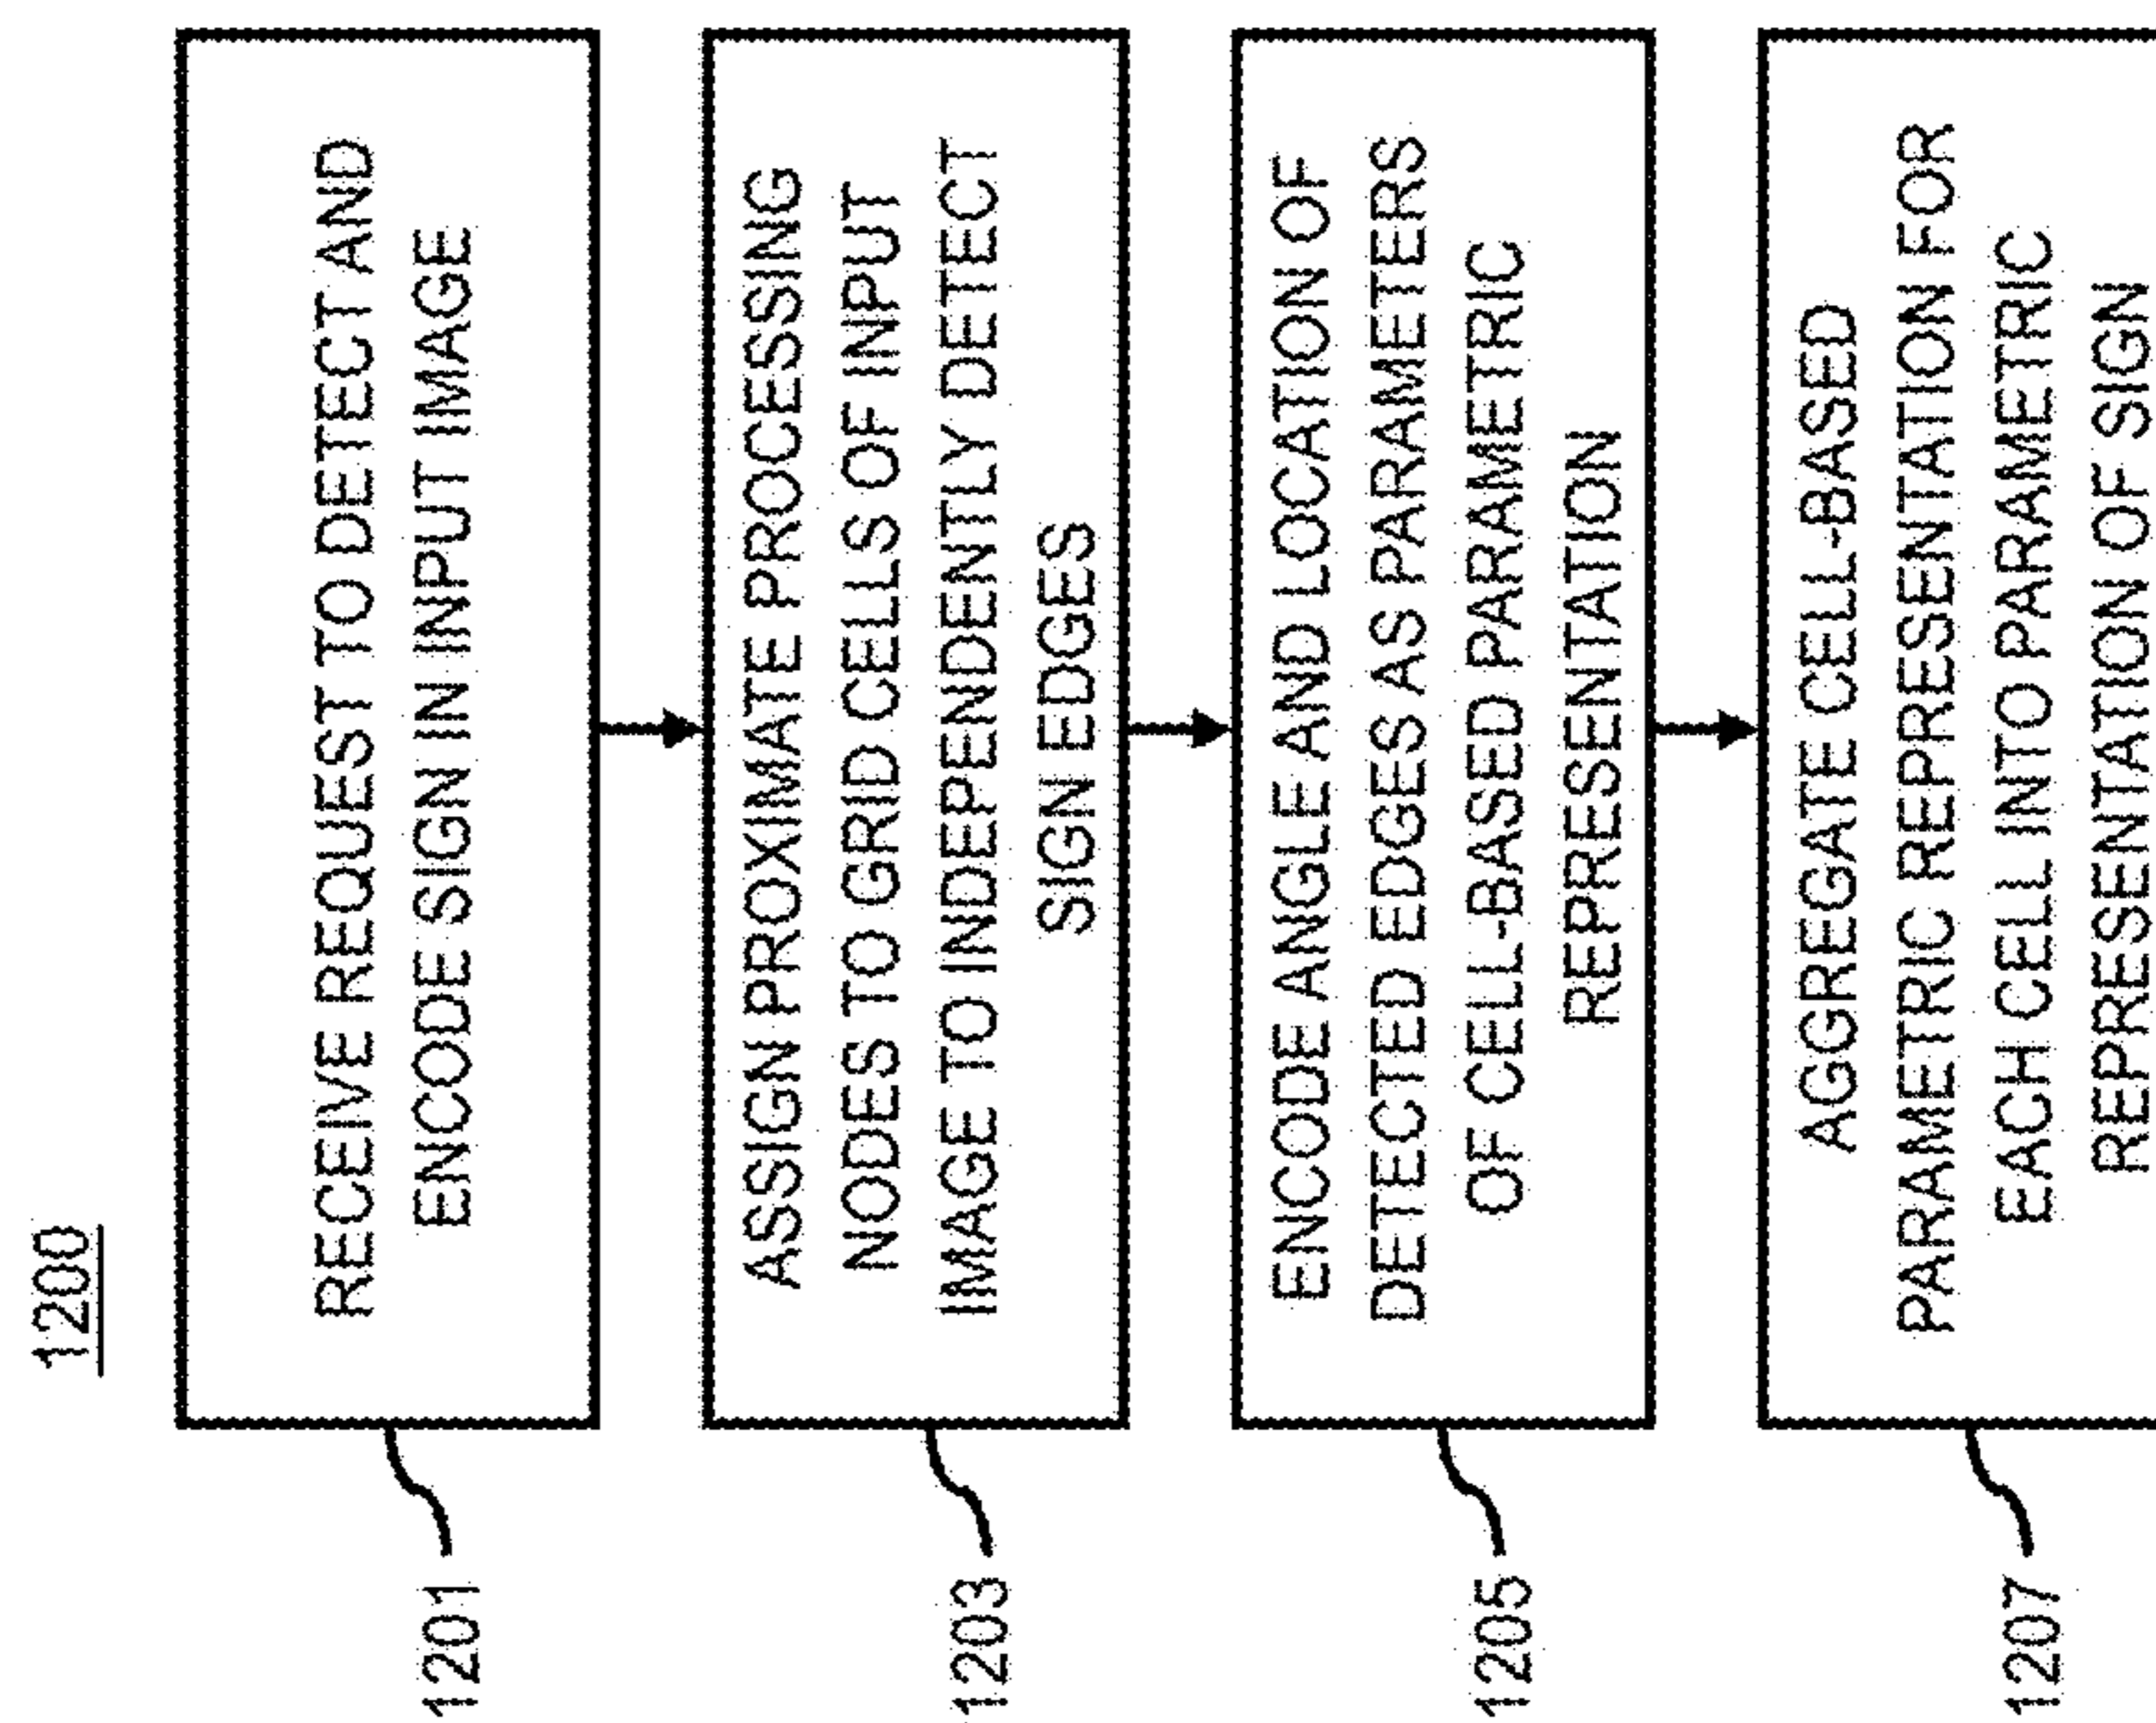 1200
1201
RECEIVE REQUEST TO DETECT AND
ENCODE SIGN IN INPUT IMAGE
1203
ASSIGN PROXIMATE PROCESSING
NODES TO GRID CELLS OF INPUT
IMAGE TO INDEPENDENTLY DETECT
SIGN EDGES
1205
ENCODE ANGLE AND LOCATION OF
DETECTED EDGES AS PARAMETERS
OF CELL-BASED PARAMETRIC
REPRESENTATION
1207
AGGREGATE CELL-BASED
PARAMETRIC REPRESENTATION FOR
EACH CELL INTO PARAMETRIC
REPRESENTATION OF SIGN